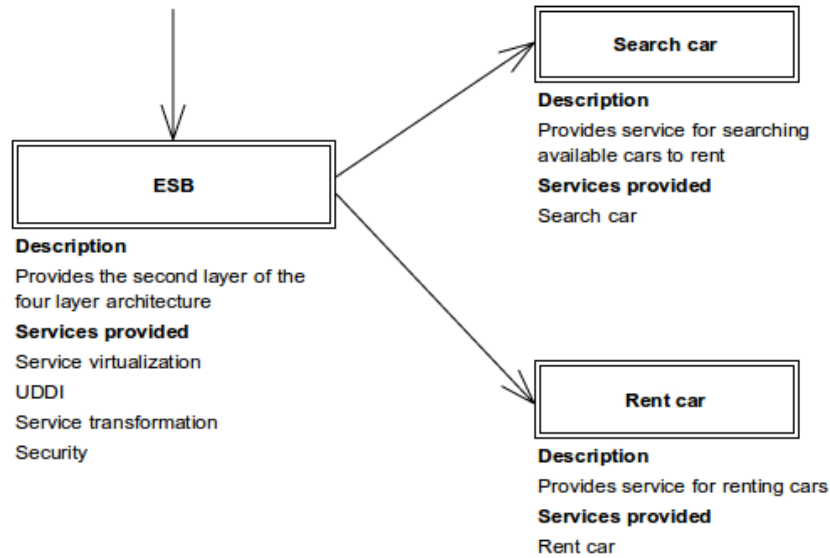 Search car
Description
Provides service for searching
available cars to rent
Services provided
Search car
ESB
Description
Provides the second layer of the
four layer architecture
Services provided
Service virtualization
UDDI
Service transformation
Security
Rent car
Description
Provides service for renting cars
Services provided
Rent car